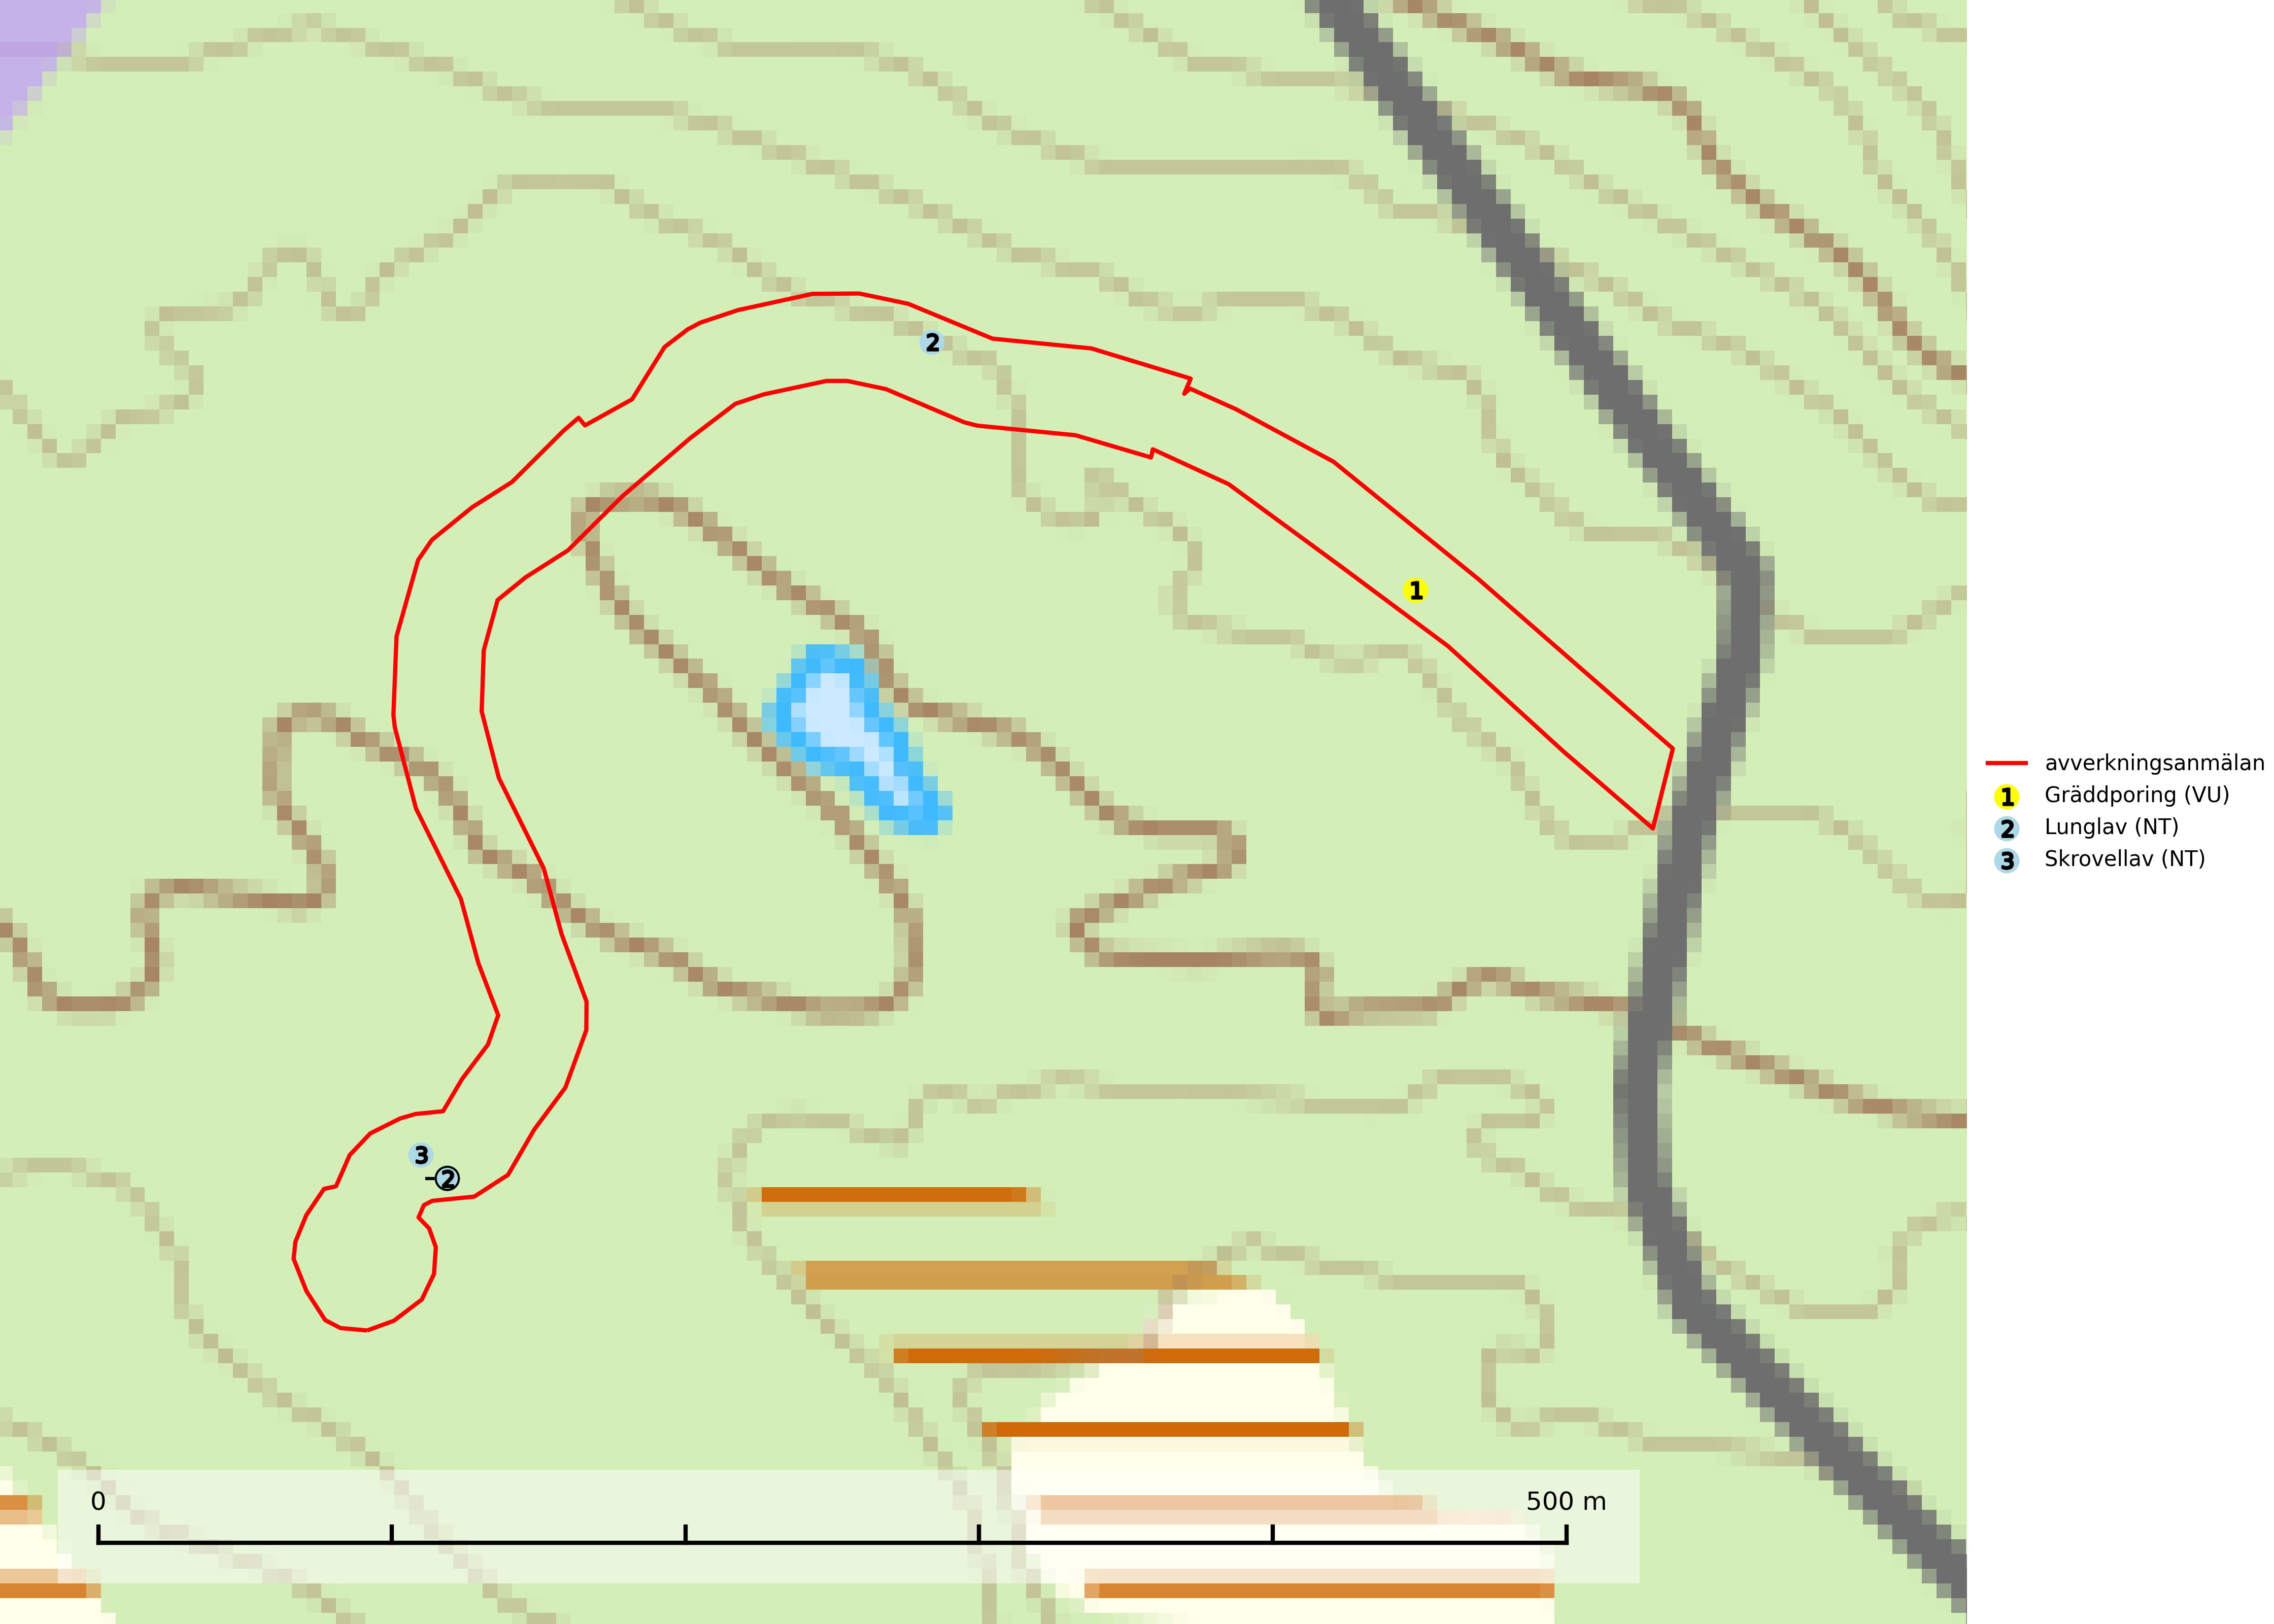 2
1
3
2
avverkningsanmälan
1 Gräddporing (VU)
2 Lunglav (NT)
3 Skrovellav (NT)
0 500 m